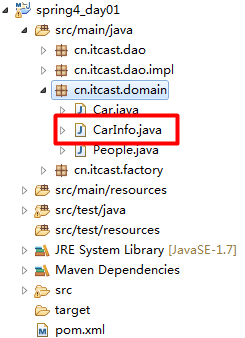 spring4_day01
src/main/java
cn.itcast.dao
cn.itcast.dao.impl
cn.itcast.domain
Car.java
CarInfo.java
People.java
cn.itcast.factory
src/main/resources
src/test/java
src/test/resources
JRE System Library [JavaSE-1.7]
Maven Dependencies
src
target
pom.xml